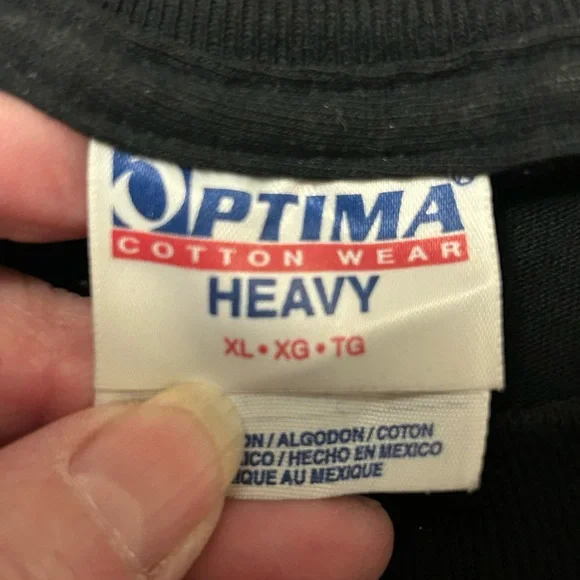 OPTIMA®
COTTON WEAR
HEAVY
XL • XG • TG
/ ALGODON / COTON
/ HECHO EN MEXICO
AU MEXIQUE